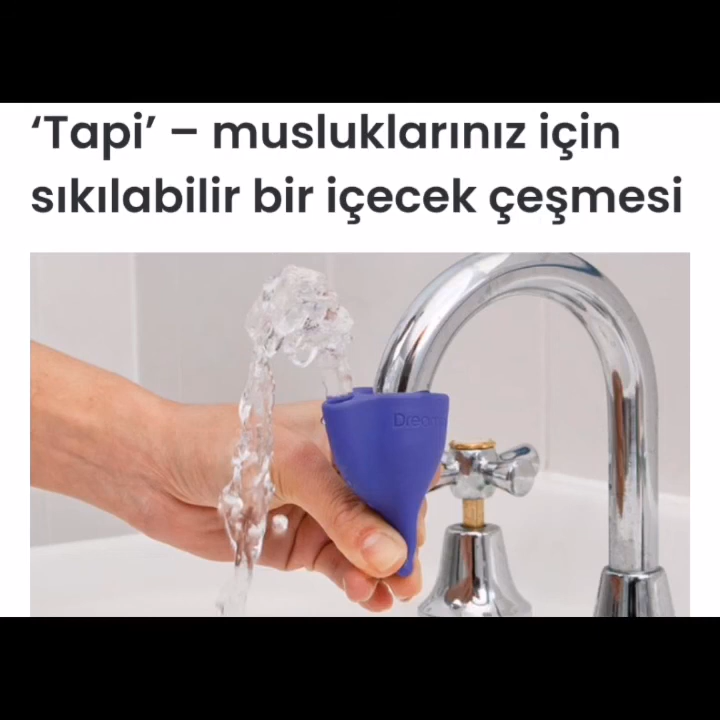 ‘Tapi’ – musluklarınız için
sıkılabilir bir içecek çeşmesi